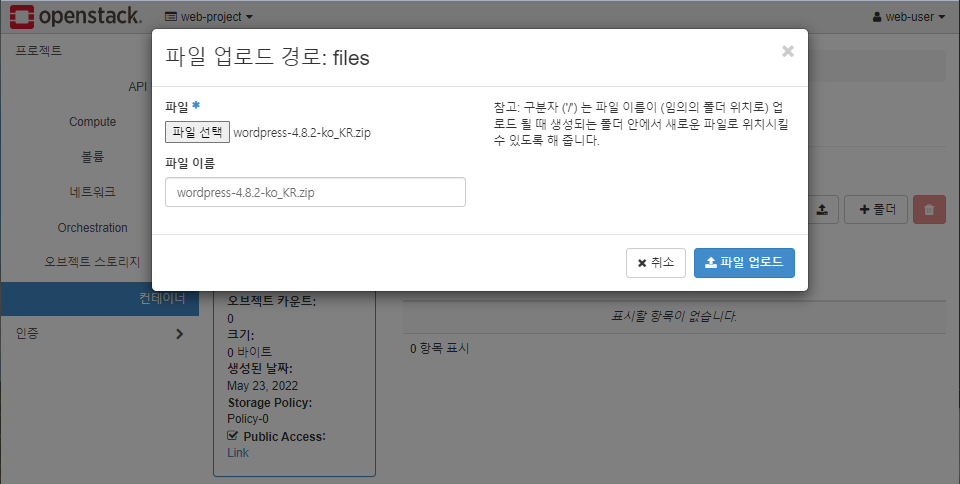 openstack.
web-project
web-user
프로젝트
API
Compute
볼륨
네트워크
Orchestration
오브젝트 스토리지
컨테이너
인증
파일 업로드 경로: files
파일 *
파일 선택 wordpress-4.8.2-ko_KR.zip
파일 이름
wordpress-4.8.2-ko_KR.zip
참고: 구분자 ('/') 는 파일 이름이 (임의의 폴더 위치로) 업
로드 될 때 생성되는 폴더 안에서 새로운 파일로 위치시킬
수 있도록 해 줍니다.
취소
파일 업로드
폴더
오브젝트 카운트:
0
크기:
0 바이트
생성된 날짜:
May 23, 2022
Storage Policy:
Policy-0
Public Access:
Link
표시할 항목이 없습니다.
0 항목 표시